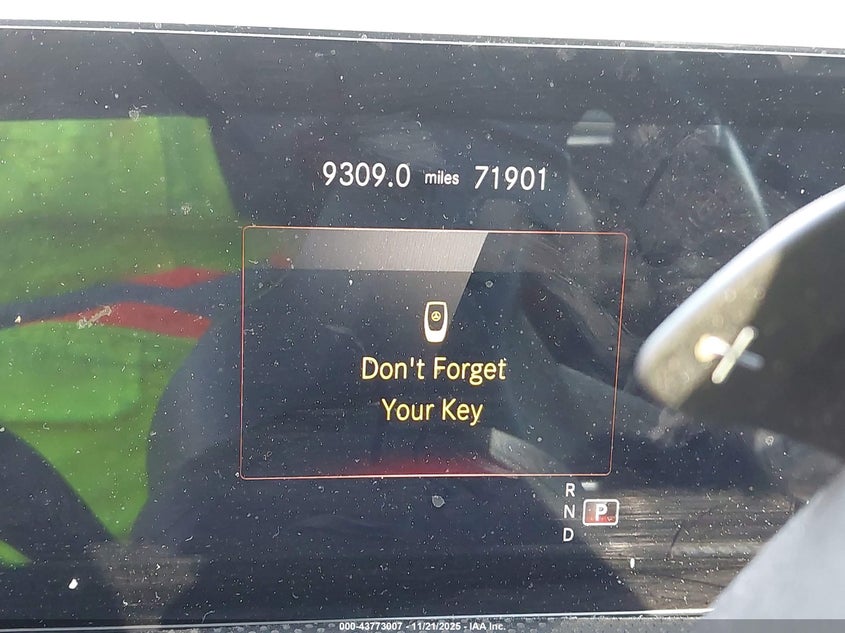 9309.0 miles 71901
Don't Forget
Your Key
R
N P
D
000-43773007 - 11/21/2025 - IAA Inc.